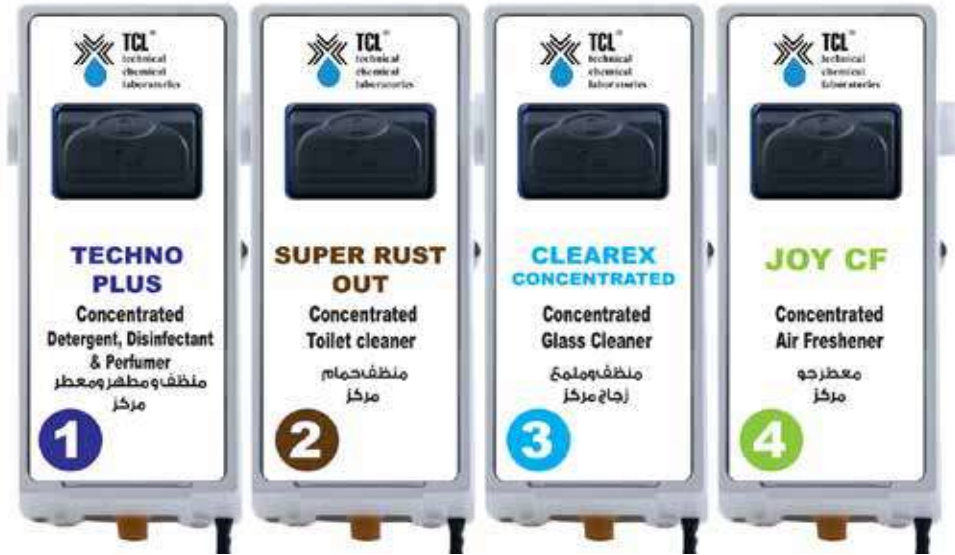 TCL®
technical
chemical
laboratories
TECHNO
PLUS
Concentrated
Detergent, Disinfectant
& Perfumer
منظف ومطهر ومعطر
مركز
1
TCL®
technical
chemical
laboratories
SUPER RUST
OUT
Concentrated
Toilet cleaner
منظف حمام
مركز
2
TCL®
technical
chemical
laboratories
CLEAREX
CONCENTRATED
Concentrated
Glass Cleaner
منظف وملمع
زجاج مركز
3
TCL®
technical
chemical
laboratories
JOY CF
Concentrated
Air Freshener
معطر جو
مركز
4